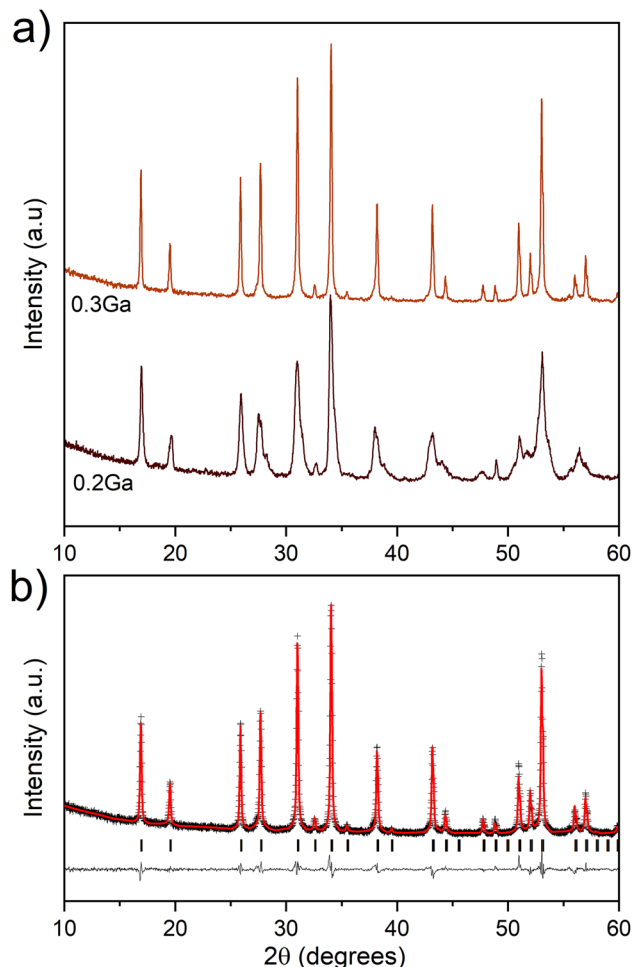 a)
Intensity (a.u)
0.3Ga
0.2Ga
10 20 30 40 50 60
b)
Intensity (a.u.)
10 20 30 40 50 60
2θ (degrees)